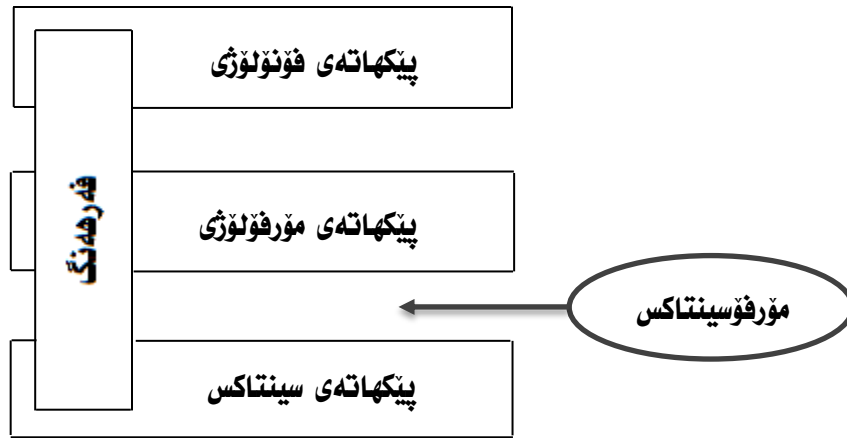 پێکهاتەی فۆنۆلۆژی
فەرهەنگ
پێکهاتەی مۆرفۆلۆژی
مۆرفۆسینتاکس
پێکهاتەی سینتاکس